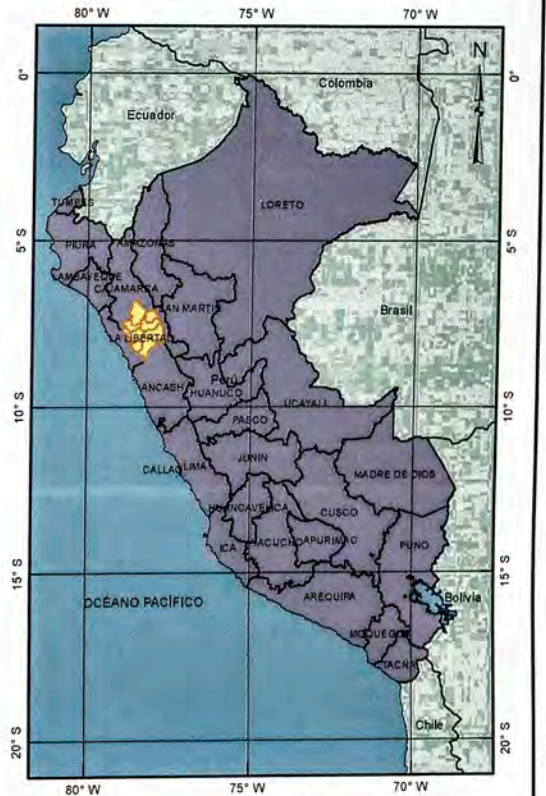 80° W 75° W 70° W
N
0° 0°
Colombia
Ecuador
LORETO
TUMBES
5° S 5° S
PIURA AMAZONAS
LAMBAYEQUE
CAJAMARCA
SAN MARTIN
Brasil
LA LIBERTAD
Perú
ANCASH
HUANUCO
UCAYALI
10° S 10° S
PASCO
JUNIN
CALLAO LIMA
MADRE DE DIOS
HUANCAVELICA
CUSCO
ICA AYACUCHO APURIMAC
PUNO
15° S 15° S
OCÉANO PACÍFICO
AREQUIPA
Bolivia
MOQUEGUA
TACNA
Chile
20° S 20° S
80° W 75° W 70° W